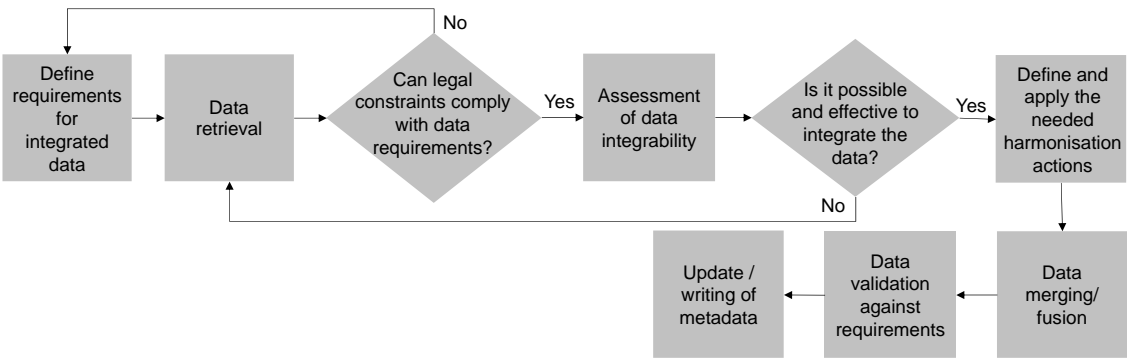 No
Define
requirements
for
integrated
data
Data
retrieval
Can legal
constraints comply
with data
requirements?
Yes
Assessment
of data
integrability
Is it possible
and effective to
integrate the
data?
Yes
Define and
apply the
needed
harmonisation
actions
No
Update /
writing of
metadata
Data
validation
against
requirements
Data
merging/
fusion